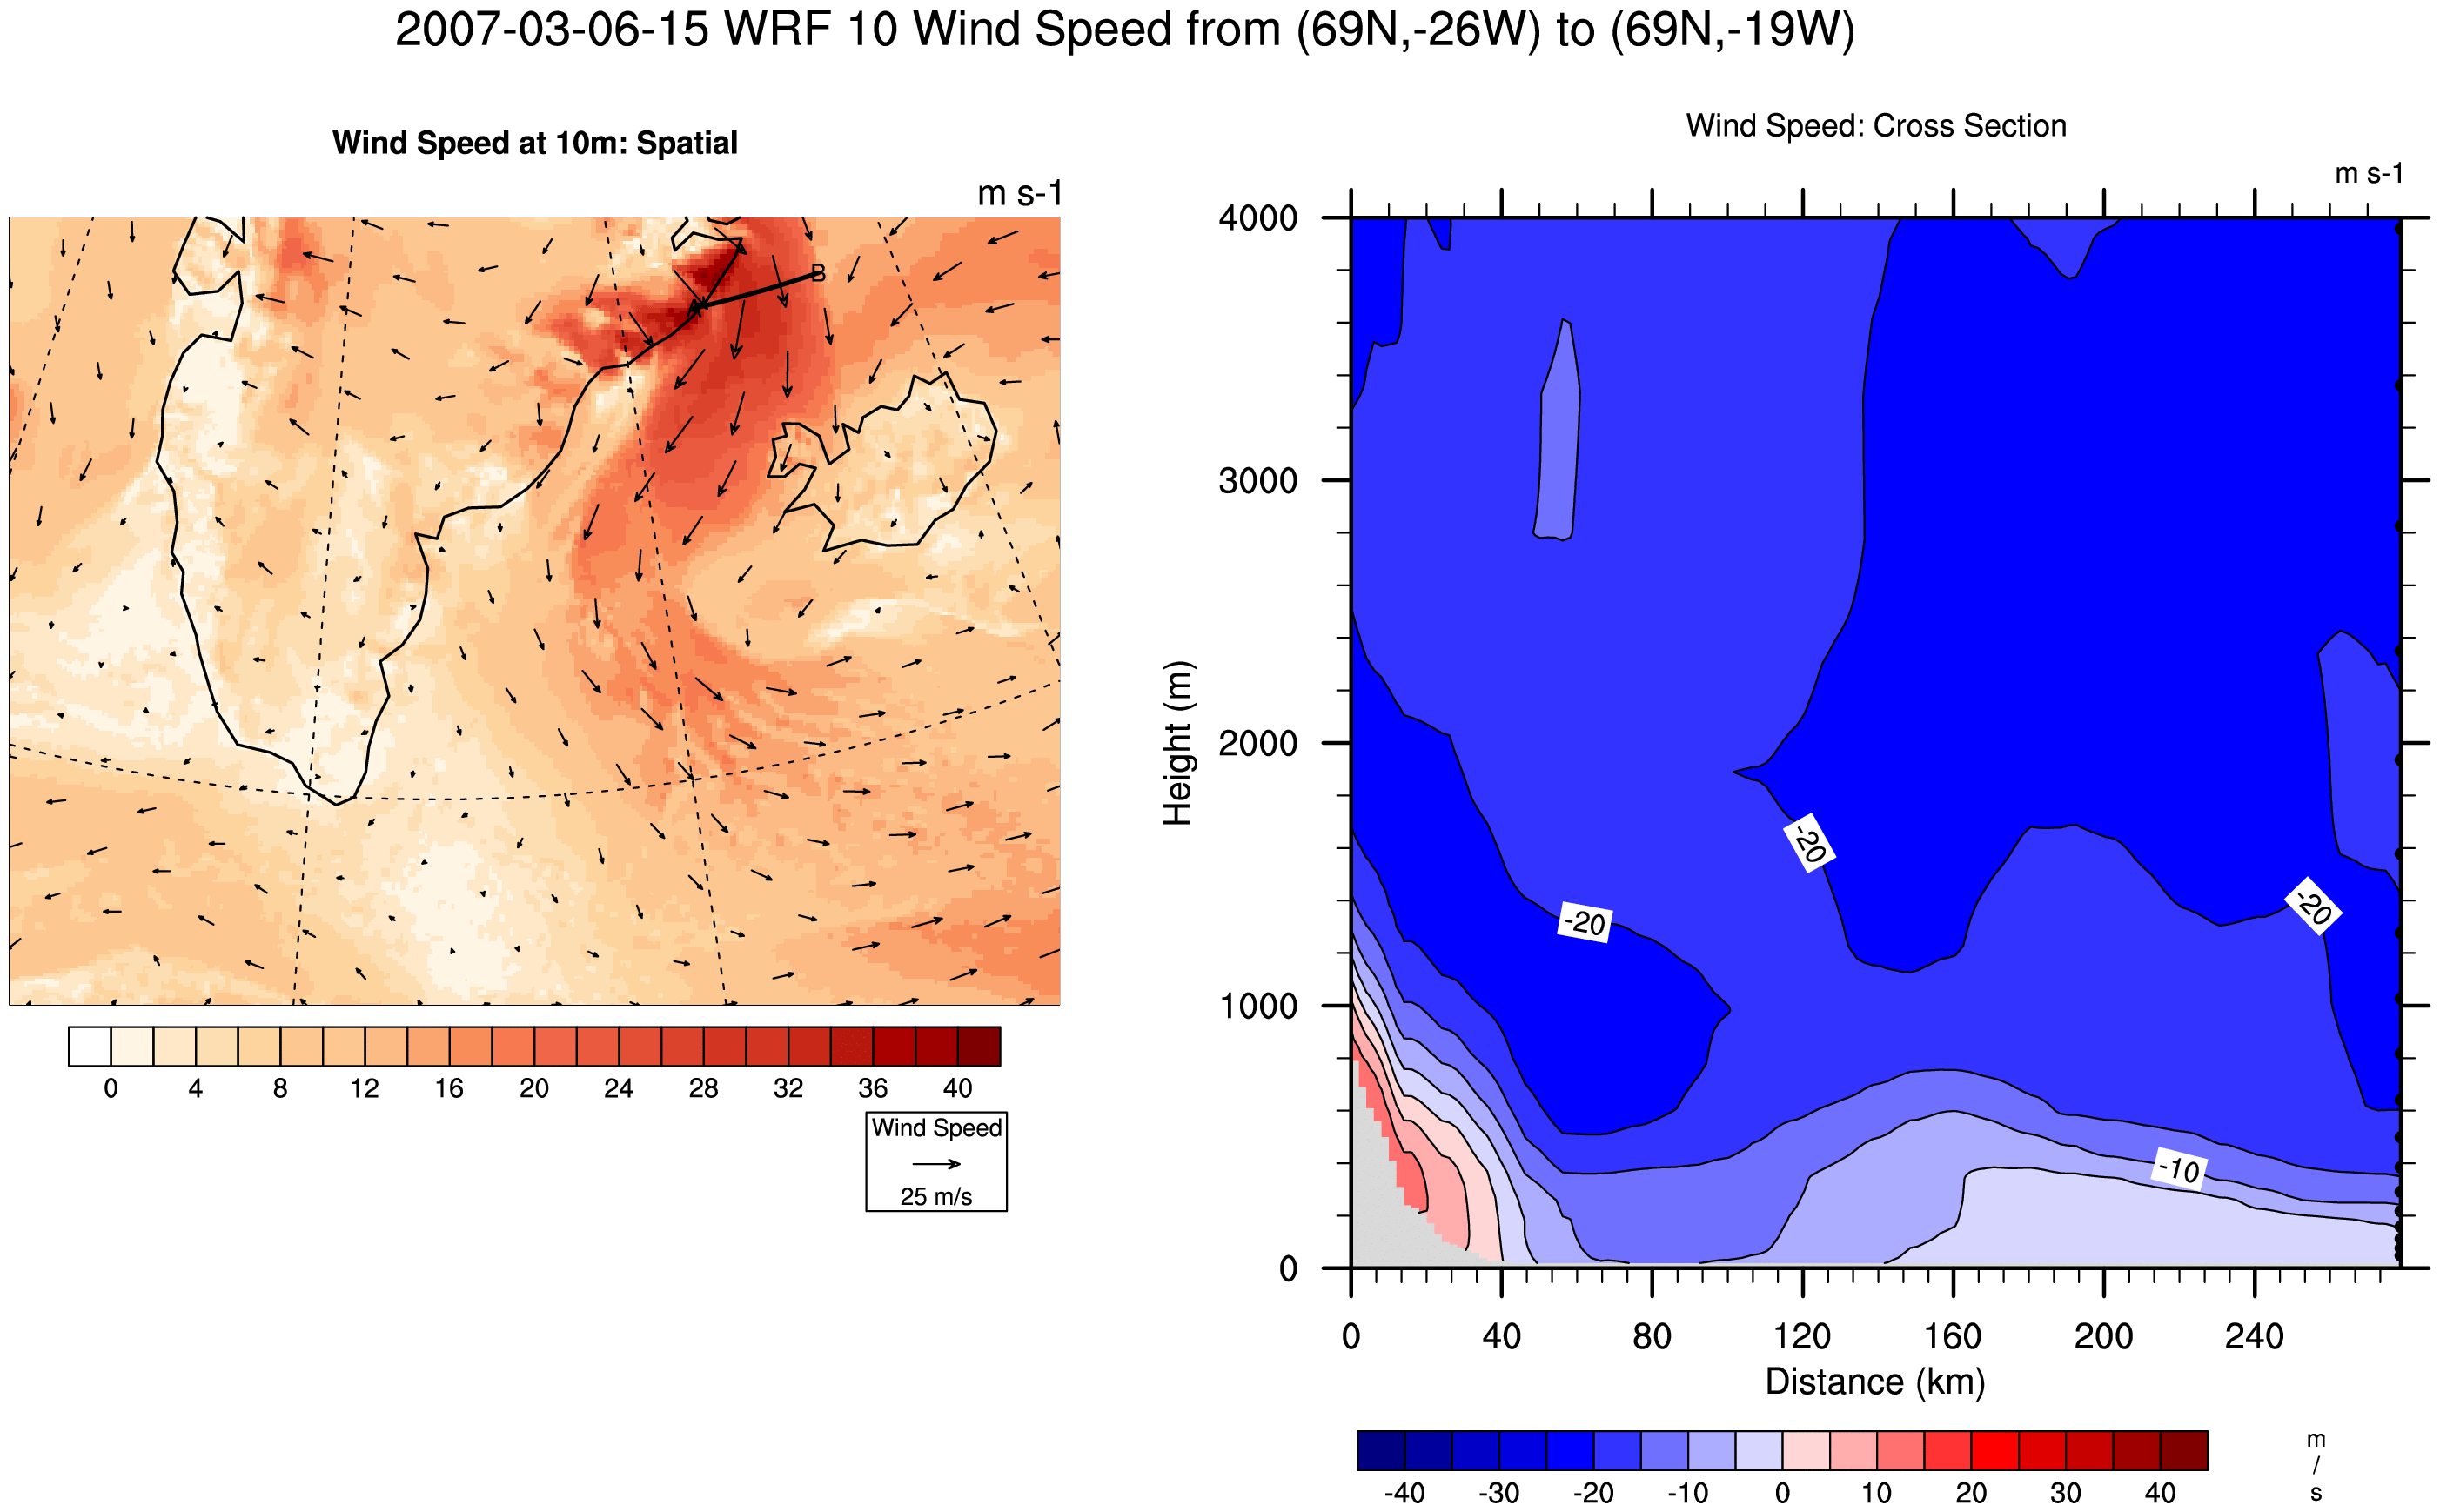 2007-03-06-15 WRF 10 Wind Speed from (69N,-26W) to (69N,-19W)
Wind Speed at 10m: Spatial
m s-1
B
0 4 8 12 16 20 24 28 32 36 40
Wind Speed
25 m/s
Wind Speed: Cross Section
m s-1
4000
3000
2000
1000
0
Height (m)
-20
-20
-20
-10
0 40 80 120 160 200 240
Distance (km)
-40 -30 -20 -10 0 10 20 30 40
m
/
s